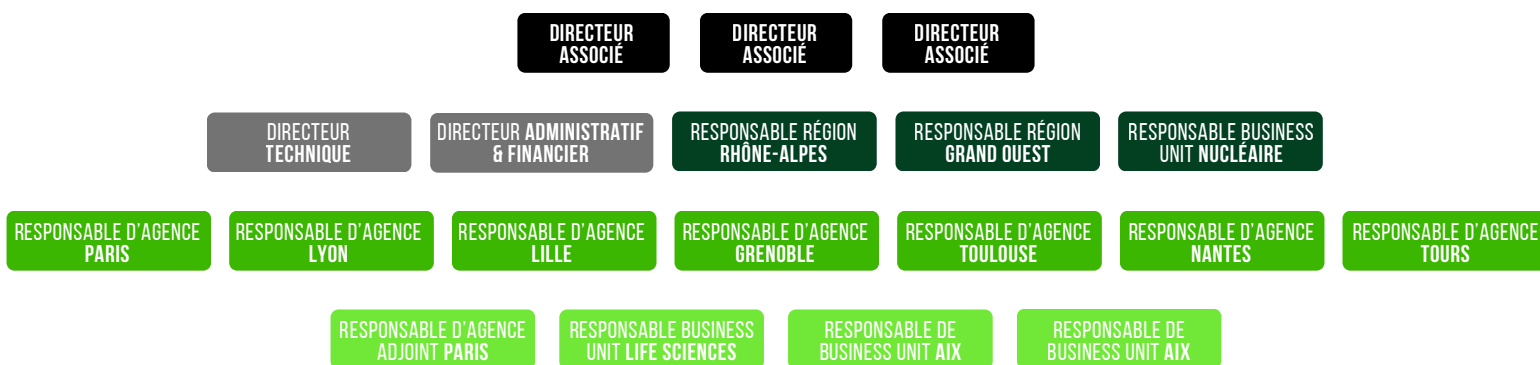 DIRECTEUR
ASSOCIÉ
DIRECTEUR
ASSOCIÉ
DIRECTEUR
ASSOCIÉ
DIRECTEUR
TECHNIQUE
DIRECTEUR ADMINISTRATIF
& FINANCIER
RESPONSABLE RÉGION
RHÔNE-ALPES
RESPONSABLE RÉGION
GRAND OUEST
RESPONSABLE BUSINESS
UNIT NUCLÉAIRE
RESPONSABLE D'AGENCE
PARIS
RESPONSABLE D'AGENCE
LYON
RESPONSABLE D'AGENCE
LILLE
RESPONSABLE D'AGENCE
GRENOBLE
RESPONSABLE D'AGENCE
TOULOUSE
RESPONSABLE D'AGENCE
NANTES
RESPONSABLE D'AGENCE
TOURS
RESPONSABLE D'AGENCE
ADJOINT PARIS
RESPONSABLE BUSINESS
UNIT LIFE SCIENCES
RESPONSABLE DE
BUSINESS UNIT AIX
RESPONSABLE DE
BUSINESS UNIT AIX